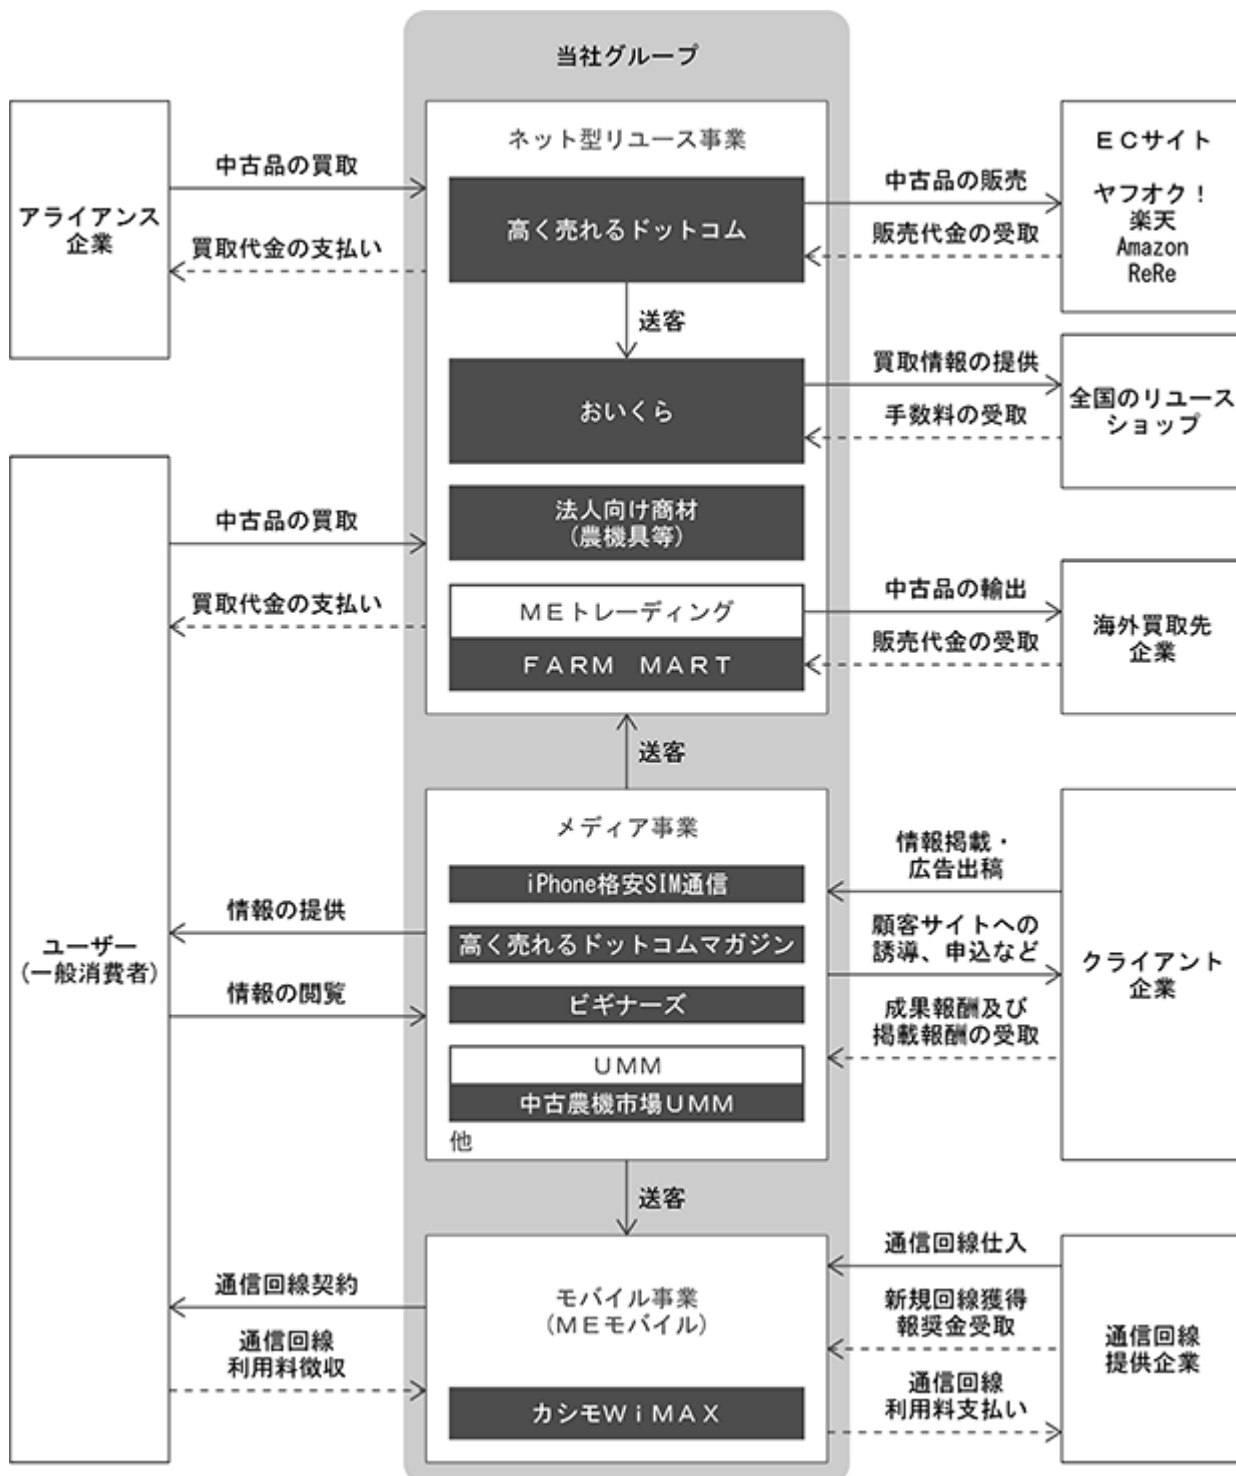 当社グループ
アライアンス
企業
中古品の買取
買取代金の支払い
ネット型リユース事業
高く売れるドットコム
送客
おいくら
法人向け商材
(農機具等)
MEトレーディング
FARM MART
中古品の販売
販売代金の受取
ECサイト
ヤフオク!
楽天
Amazon
ReRe
買取情報の提供
手数料の受取
全国のリユース
ショップ
中古品の輸出
販売代金の受取
海外買取先
企業
ユーザー
(一般消費者)
中古品の買取
買取代金の支払い
送客
メディア事業
iPhone格安SIM通信
高く売れるドットコムマガジン
ビギナーズ
UMM
中古農機市場UMM
他
情報の提供
情報の閲覧
情報掲載・
広告出稿
顧客サイトへの
誘導、申込など
成果報酬及び
掲載報酬の受取
クライアント
企業
送客
モバイル事業
(MEモバイル)
カシモWiMAX
通信回線契約
通信回線
利用料徴収
通信回線仕入
新規回線獲得
報奨金受取
通信回線
利用料支払い
通信回線
提供企業